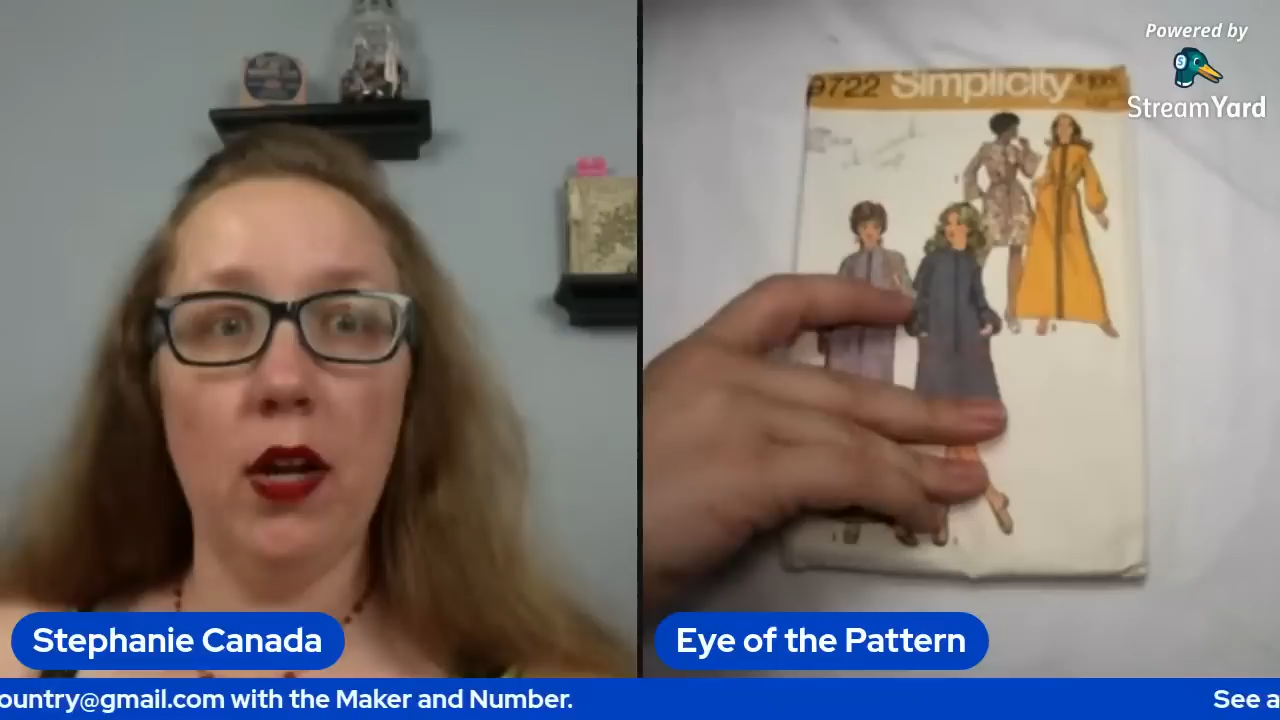 Powered by
StreamYard
9722 Simplicity
Stephanie Canada
Eye of the Pattern
ountry@gmail.com with the Maker and Number.
See a